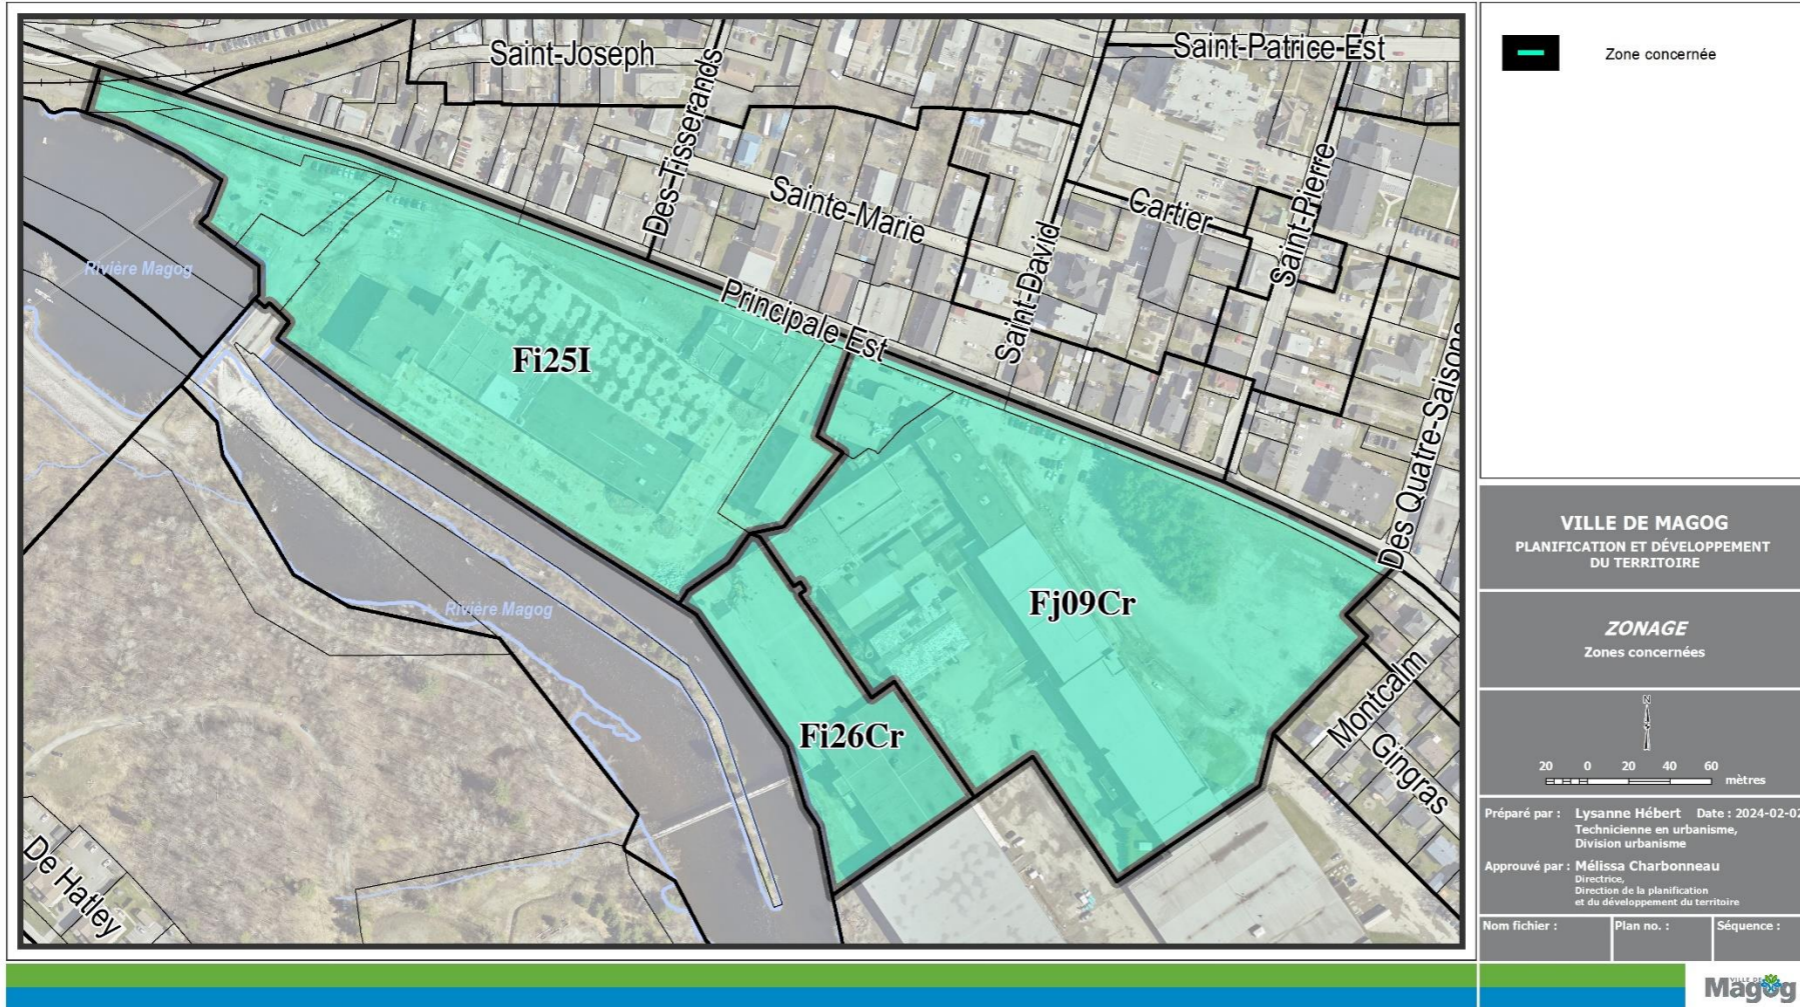 Saint-Joseph
Saint-Patrice-Est
Des-Tisserands
Sainte-Marie
Cartier
Saint-Pierre
Saint-David
Rivière Magog
Principale Est
Fi25I
Des Quatre-Saisons
Rivière Magog
Fj09Cr
Fi26Cr
Montcalm
Gingras
De Hatley
Zone concernée
VILLE DE MAGOG
PLANIFICATION ET DÉVELOPPEMENT
DU TERRITOIRE
ZONAGE
Zones concernées
N
20 0 20 40 60
mètres
Préparé par : Lysanne Hébert Date : 2024-02-02
Technicienne en urbanisme,
Division urbanisme
Approuvé par : Mélissa Charbonneau
Directrice,
Direction de la planification
et du développement du territoire
Nom fichier : Plan no. : Séquence :
VILLE DE
Magog